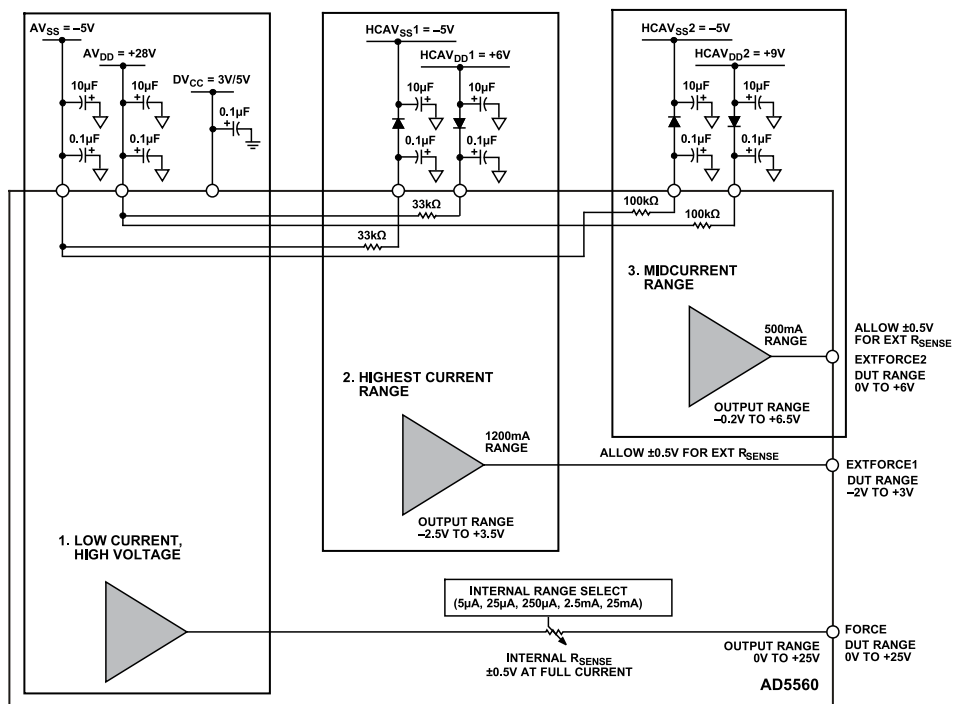 AVSS = –5V
AVDD = +28V
DVCC = 3V/5V
10µF
10µF
0.1µF
0.1µF
0.1µF
HCAVSS1 = –5V
HCAVDD1 = +6V
10µF
10µF
0.1µF
0.1µF
HCAVSS2 = –5V
HCAVDD2 = +9V
10µF
10µF
0.1µF
0.1µF
33kΩ
33kΩ
100kΩ
100kΩ
3. MIDCURRENT
RANGE
500mA
RANGE
OUTPUT RANGE
–0.2V TO +6.5V
ALLOW ±0.5V
FOR EXT RSENSE
EXTFORCE2
DUT RANGE
0V TO +6V
2. HIGHEST CURRENT
RANGE
1200mA
RANGE
OUTPUT RANGE
–2.5V TO +3.5V
ALLOW ±0.5V FOR EXT RSENSE
EXTFORCE1
DUT RANGE
–2V TO +3V
1. LOW CURRENT,
HIGH VOLTAGE
INTERNAL RANGE SELECT
(5µA, 25µA, 250µA, 2.5mA, 25mA)
INTERNAL RSENSE
±0.5V AT FULL CURRENT
OUTPUT RANGE
0V TO +25V
FORCE
DUT RANGE
0V TO +25V
AD5560